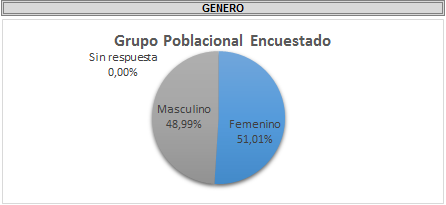 GENERO
Grupo Poblacional Encuestado
Sin respuesta
0,00%
Masculino
48,99%
Femenino
51,01%